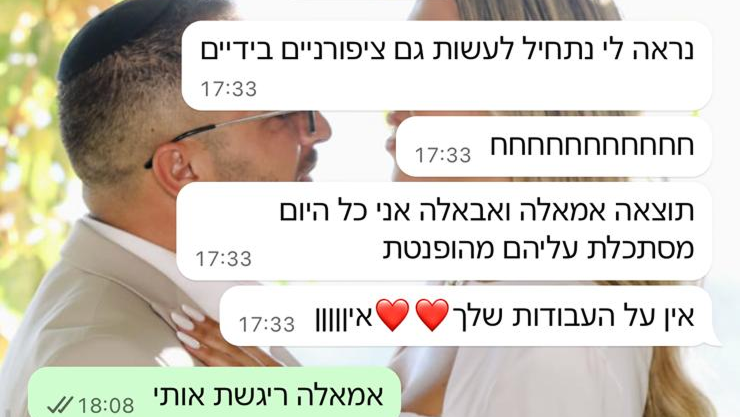 נראה לי נתחיל לעשות גם ציפורניים בידיים
17:33
חחחחחחחחחחח 17:33
תוצאה אמאלה ואבאלה אני כל היום
מסתכלת עליהם מהופנטת 17:33
אין על העבודות שלך❤️❤️איןןןןן 17:33
אמאלה ריגשת אותי 18:08